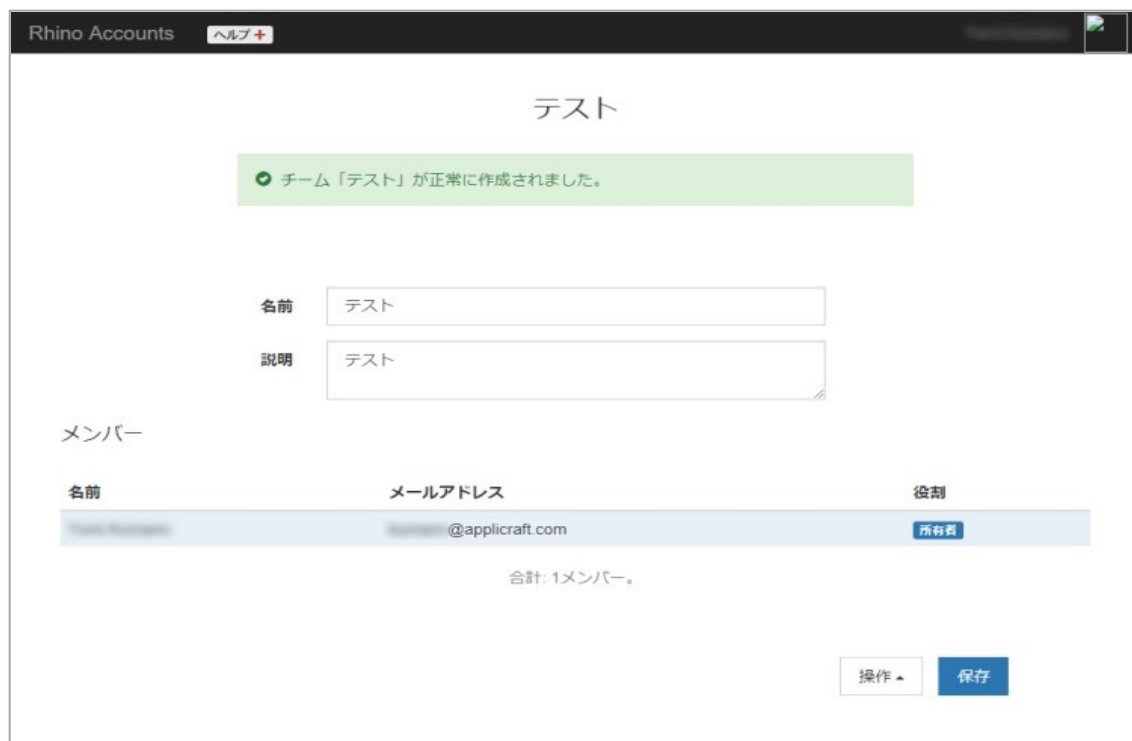 Rhino Accounts ヘルプ
テスト
チーム「テスト」が正常に作成されました。
名前 テスト
説明 テスト
メンバー
名前 メールアドレス 役割
@applicraft.com 所有者
合計: 1メンバー。
操作 保存